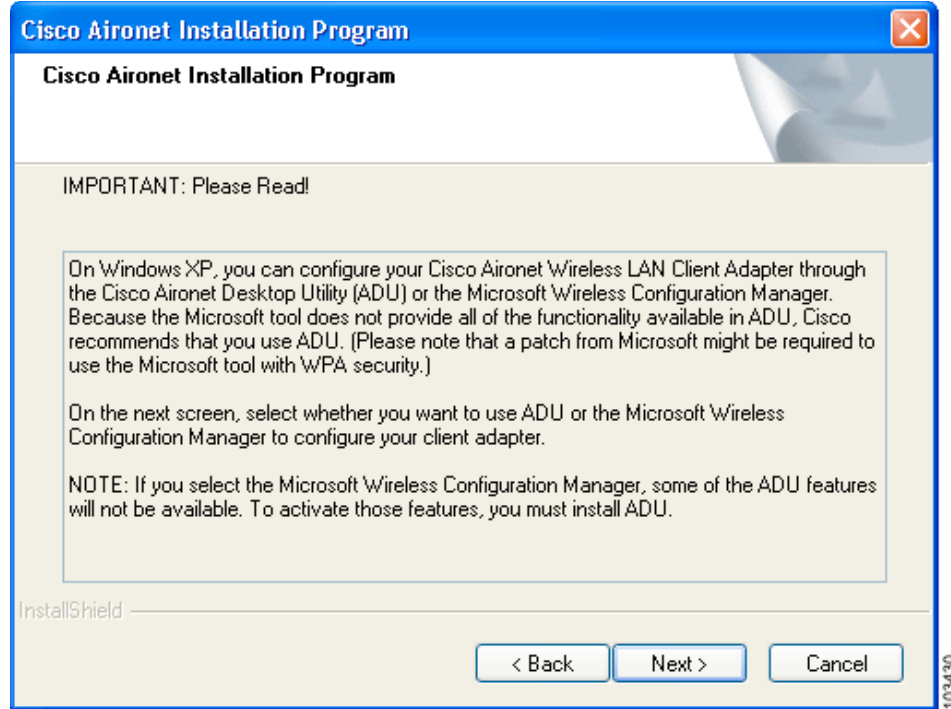 Cisco Aironet Installation Program
Cisco Aironet Installation Program
IMPORTANT: Please Read!
On Windows XP, you can configure your Cisco Aironet Wireless LAN Client Adapter through
the Cisco Aironet Desktop Utility (ADU) or the Microsoft Wireless Configuration Manager.
Because the Microsoft tool does not provide all of the functionality available in ADU, Cisco
recommends that you use ADU. (Please note that a patch from Microsoft might be required to
use the Microsoft tool with WPA security.)
On the next screen, select whether you want to use ADU or the Microsoft Wireless
Configuration Manager to configure your client adapter.
NOTE: If you select the Microsoft Wireless Configuration Manager, some of the ADU features
will not be available. To activate those features, you must install ADU.
InstallShield
< Back
Next >
Cancel
103430